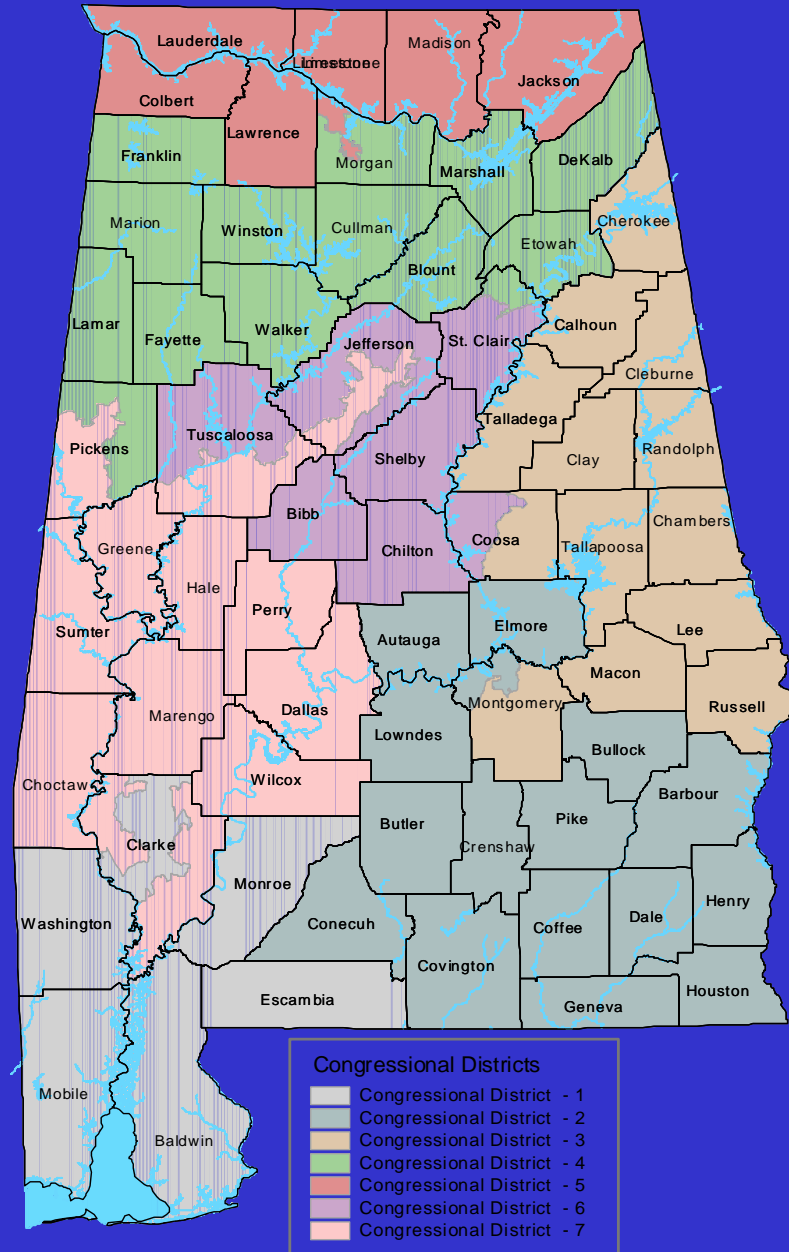 Lauderdale
Limestone
Limestone
Madison
Jackson
Colbert
Lawrence
Franklin
Morgan
Marshall
DeKalb
Marion
Winston
Cullman
Etowah
Cherokee
Blount
Lamar
Fayette
Walker
Jefferson
St. Clair
Calhoun
Cleburne
Talladega
Tuscaloosa
Pickens
Shelby
Clay
Randolph
Bibb
Coosa
Chambers
Greene
Chilton
Tallapoosa
Hale
Perry
Sumter
Autauga
Elmore
Lee
Macon
Marengo
Dallas
Montgomery
Russell
Lowndes
Bullock
Choctaw
Wilcox
Barbour
Butler
Pike
Clarke
Crenshaw
Monroe
Washington
Conecuh
Coffee
Dale
Henry
Covington
Escambia
Geneva
Houston
Mobile
Baldwin
Congressional Districts
Congressional District - 1
Congressional District - 2
Congressional District - 3
Congressional District - 4
Congressional District - 5
Congressional District - 6
Congressional District - 7